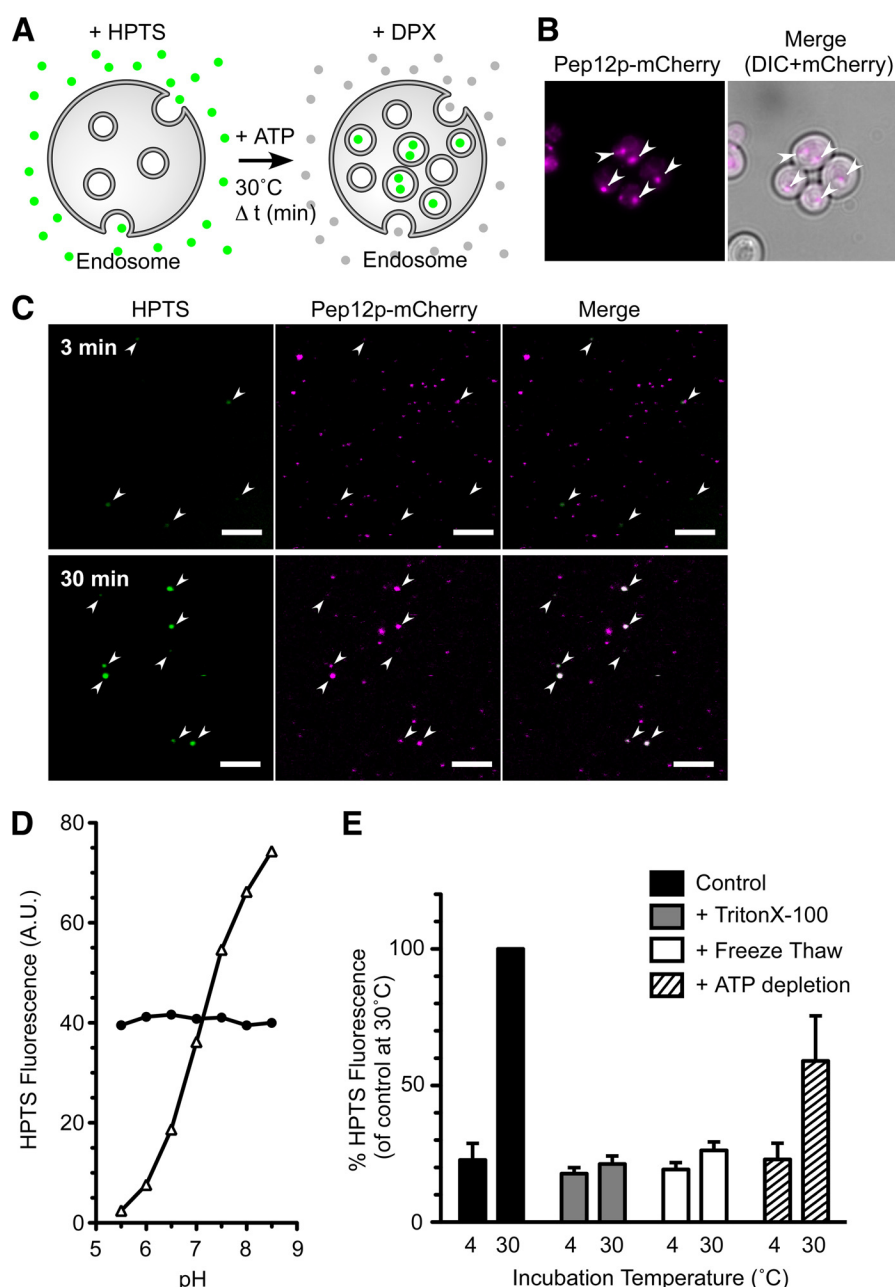 A
+ HPTS
+ DPX
+ ATP
30˚C
Δ t (min)
Endosome
Endosome
B
Pep12p-mCherry
Merge
(DIC+mCherry)
C
HPTS
Pep12p-mCherry
Merge
3 min
30 min
D
HPTS Fluorescence (A.U.)
80
60
40
20
0
5
6
7
8
9
pH
E
% HPTS Fluorescence
(of control at 30˚C)
100
50
0
Control
+ TritonX-100
+ Freeze Thaw
+ ATP depletion
4
30
4
30
4
30
4
30
Incubation Temperature (˚C)